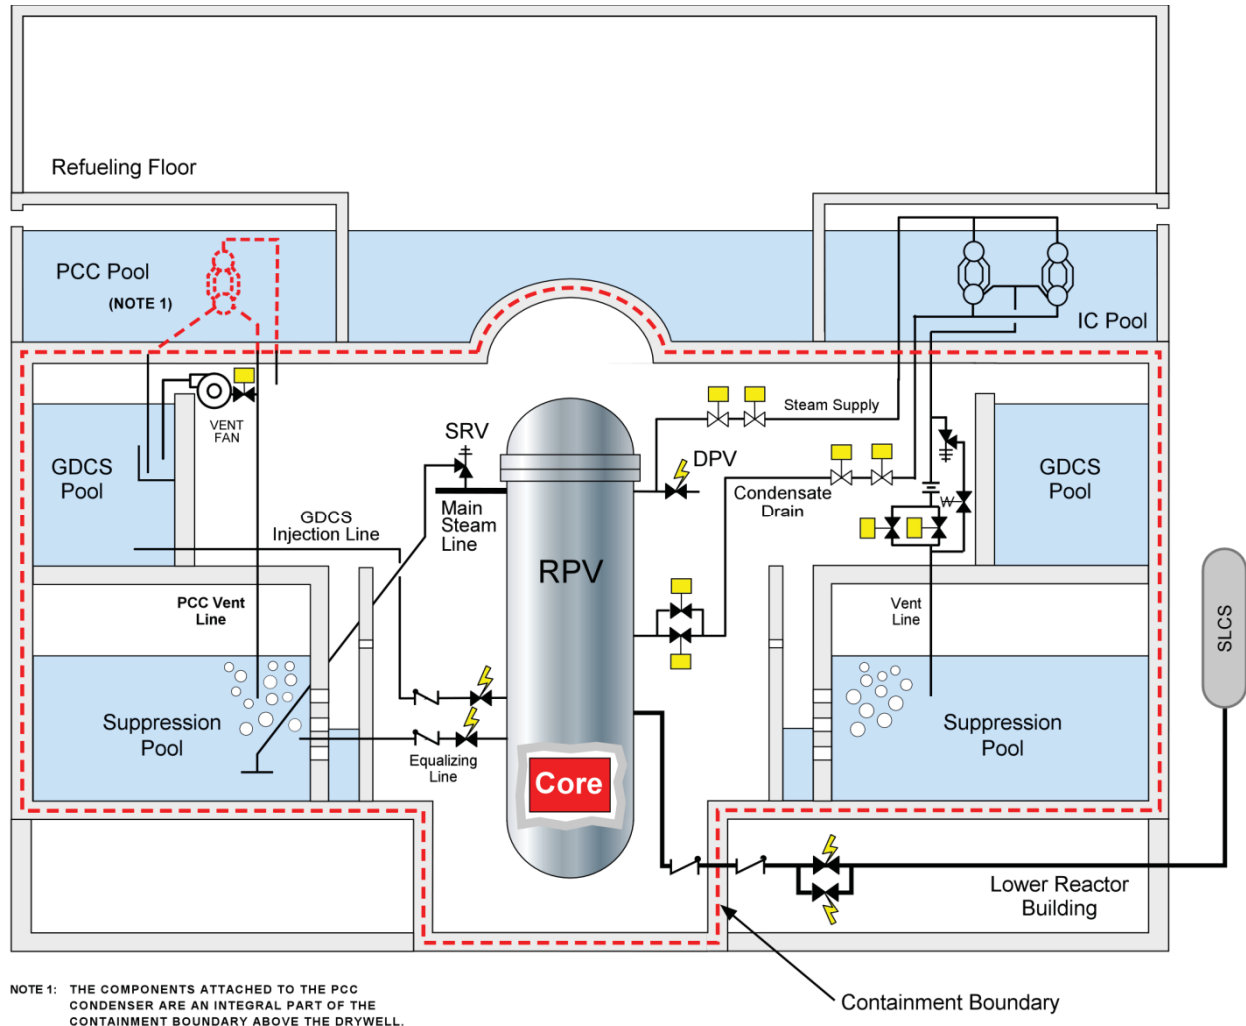 Refueling Floor
PCC Pool
(NOTE 1)
IC Pool
VENT
FAN
SRV
Steam Supply
DPV
GDCS
Pool
GDCS
Injection Line
Main
Steam
Line
Condensate
Drain
GDCS
Pool
RPV
PCC Vent
Line
Vent
Line
SLCS
Suppression
Pool
Equalizing
Line
Core
Suppression
Pool
Lower Reactor
Building
Containment Boundary
NOTE 1: THE COMPONENTS ATTACHED TO THE PCC
CONDENSER ARE AN INTEGRAL PART OF THE
CONTAINMENT BOUNDARY ABOVE THE DRYWELL.